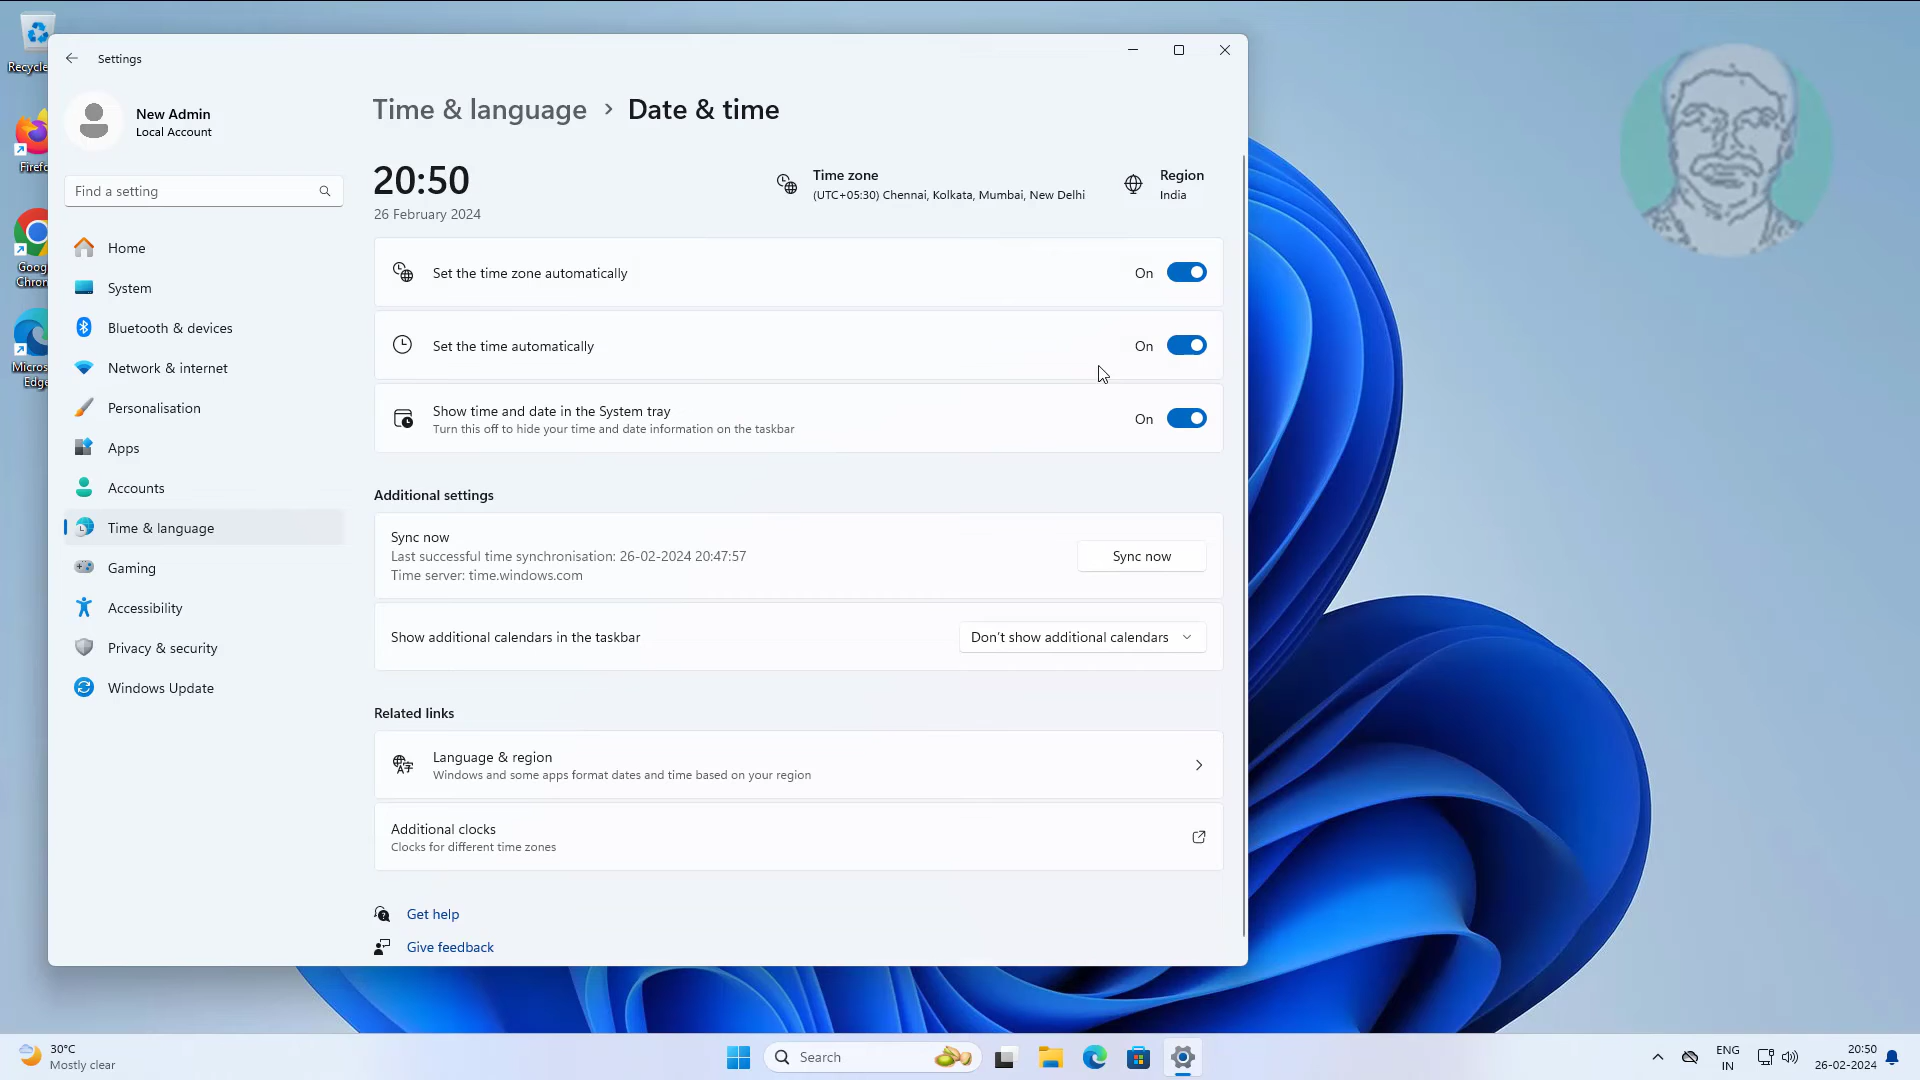 Recycle
Firefo
Goog
Chron
Micros
Edge
Settings
New Admin
Local Account
Find a setting
Home
System
Bluetooth & devices
Network & internet
Personalisation
Apps
Accounts
Time & language
Gaming
Accessibility
Privacy & security
Windows Update
Time & language > Date & time
20:50
26 February 2024
Time zone
(UTC+05:30) Chennai, Kolkata, Mumbai, New Delhi
Region
India
Set the time zone automatically On
Set the time automatically On
Show time and date in the System tray On
Turn this off to hide your time and date information on the taskbar
Additional settings
Sync now
Last successful time synchronisation: 26-02-2024 20:47:57
Time server: time.windows.com
Sync now
Show additional calendars in the taskbar Don't show additional calendars
Related links
Language & region
Windows and some apps format dates and time based on your region
Additional clocks
Clocks for different time zones
Get help
Give feedback
30°C
Mostly clear
Search
ENG
IN
20:50
26-02-2024